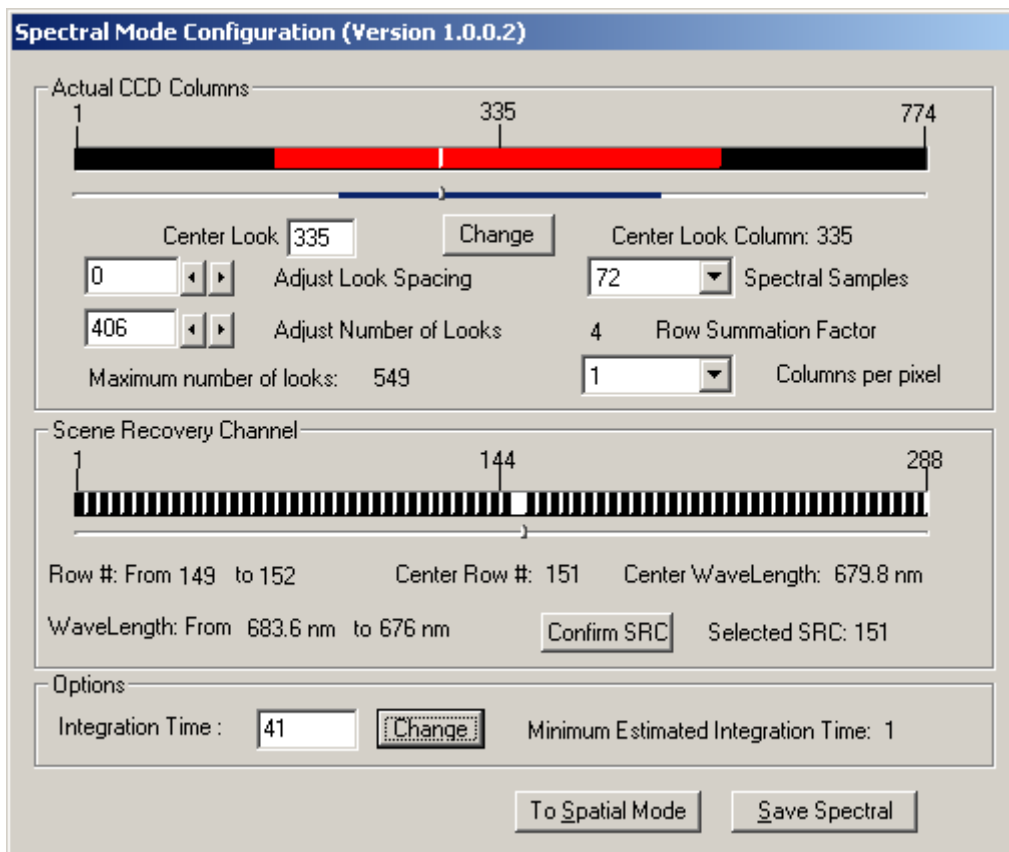 Spectral Mode Configuration (Version 1.0.0.2)
Actual CCD Columns
1 335 774
Center Look 335 Change Center Look Column: 335
0 Adjust Look Spacing 72 Spectral Samples
406 Adjust Number of Looks 4 Row Summation Factor
Maximum number of looks: 549 1 Columns per pixel
Scene Recovery Channel
1 144 288
Row #: From 149 to 152 Center Row #: 151 Center WaveLength: 679.8 nm
WaveLength: From 683.6 nm to 676 nm Confirm SRC Selected SRC: 151
Options
Integration Time : 41 Change Minimum Estimated Integration Time: 1
To Spatial Mode Save Spectral